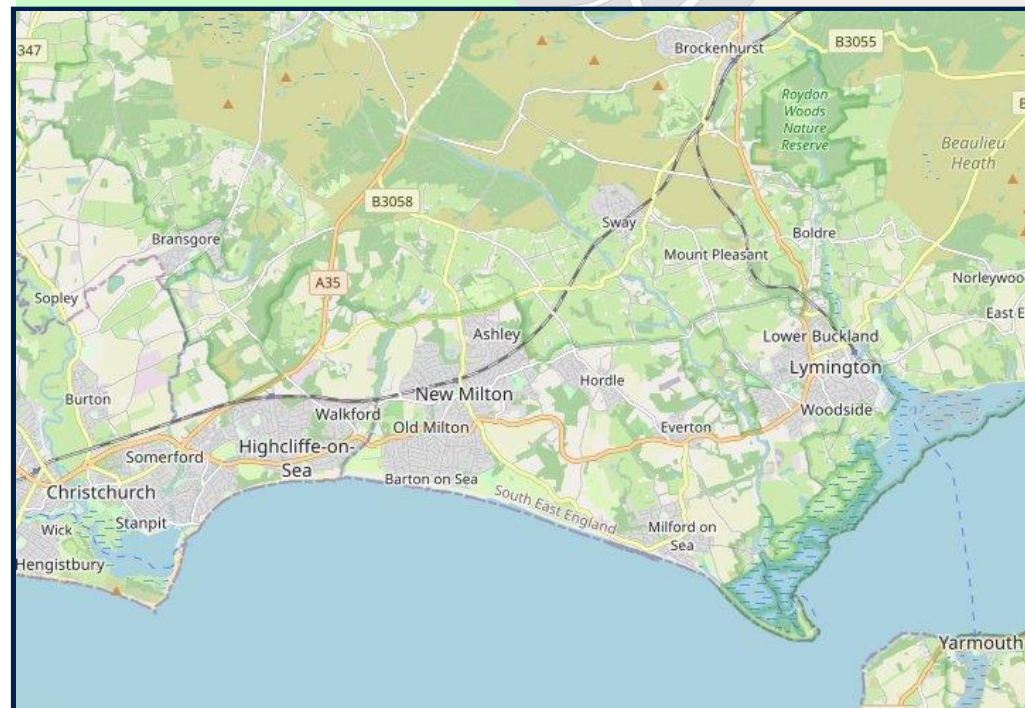 347
Brockenhurst
B3055
Roydon
Woods
Nature
Reserve
Beaulieu
Heath
B3058
Sway
Boldre
Bransgore
Mount Pleasant
A35
Sopley
Ashley
Lower Buckland
Lymington
Burton
New Milton
Hordle
Walkford
Woodside
Old Milton
Everton
Highcliffe-on-
Sea
Somerford
Christchurch
Barton on Sea
South East England
Stanpit
Wick
Milford on
Sea
Hengistbury
Yarmouth